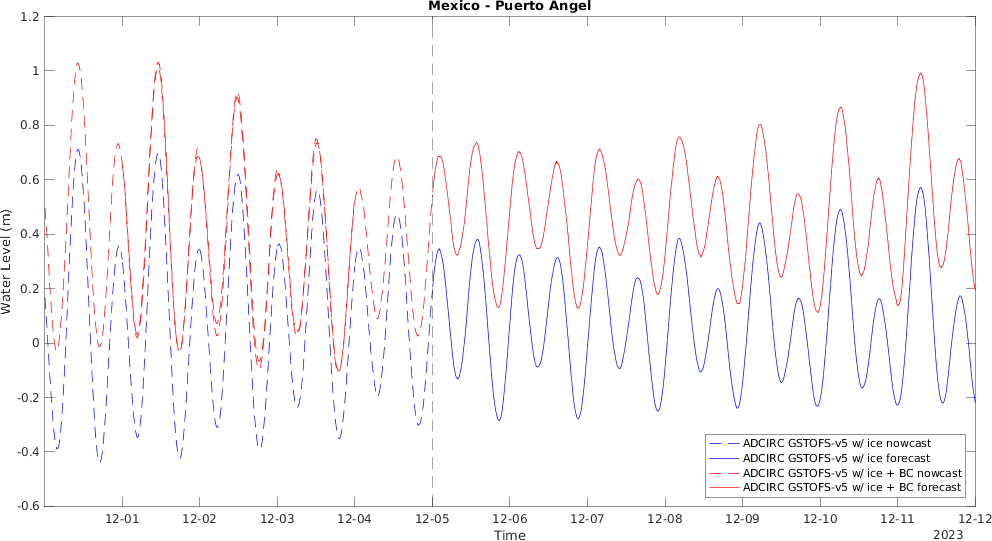 Mexico - Puerto Angel
Water Level (m)
1.2
1
0.8
0.6
0.4
0.2
0
-0.2
-0.4
-0.6
12-01 12-02 12-03 12-04 12-05 12-06 12-07 12-08 12-09 12-10 12-11 12-12
Time
2023
ADCIRC GSTOFS-v5 w/ ice nowcast
ADCIRC GSTOFS-v5 w/ ice forecast
ADCIRC GSTOFS-v5 w/ ice + BC nowcast
ADCIRC GSTOFS-v5 w/ ice + BC forecast